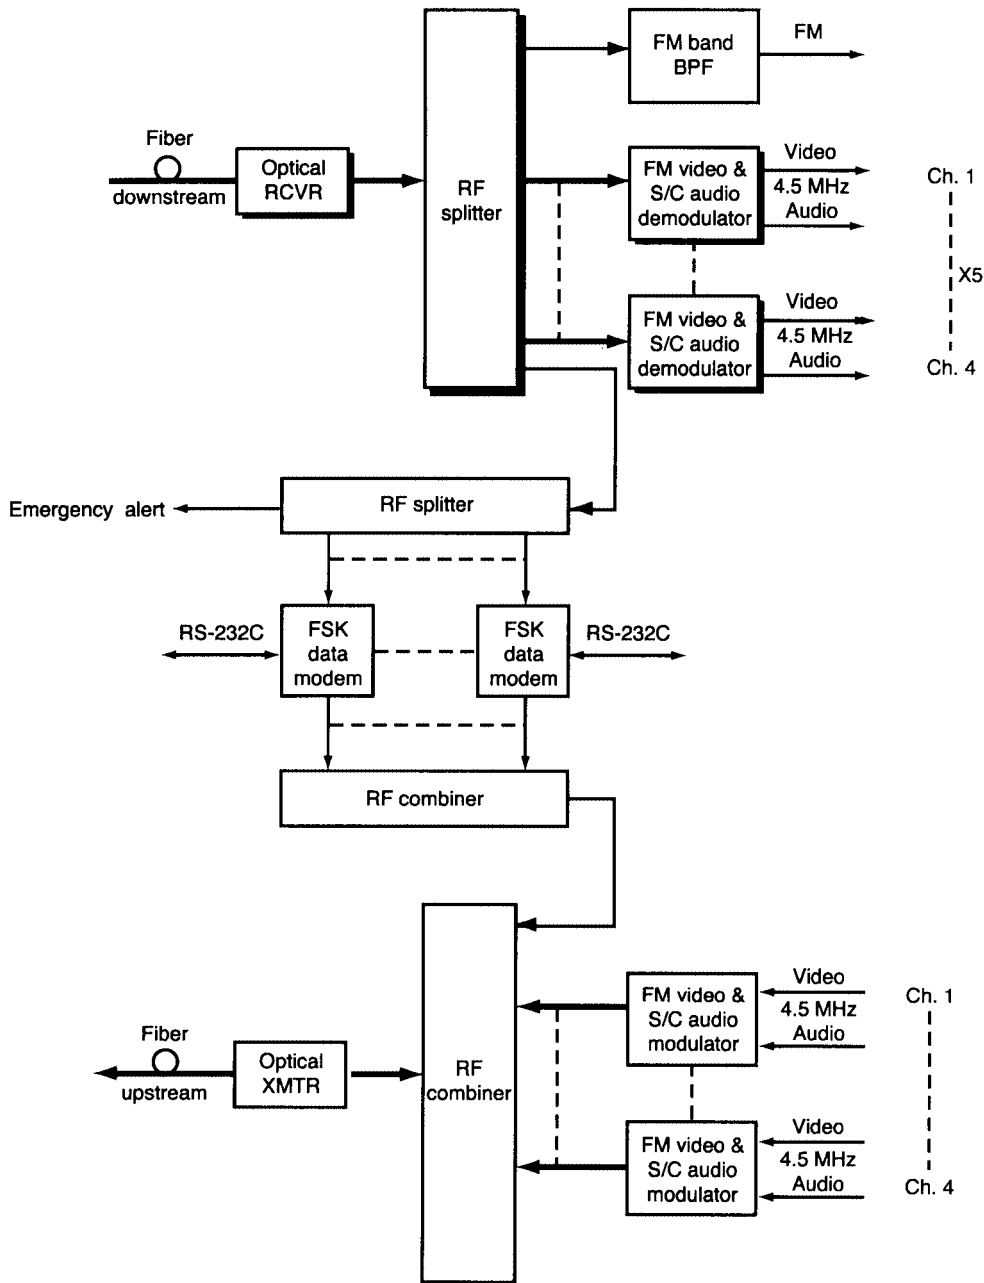 FM band
BPF
FM
Fiber
downstream
Optical
RCVR
RF
splitter
FM video &
S/C audio
demodulator
Video
4.5 MHz
Audio
Ch. 1
X5
FM video &
S/C audio
demodulator
Video
4.5 MHz
Audio
Ch. 4
Emergency alert
RF splitter
RS-232C
FSK
data
modem
FSK
data
modem
RS-232C
RF combiner
Fiber
upstream
Optical
XMTR
RF
combiner
FM video &
S/C audio
modulator
Video
4.5 MHz
Audio
Ch. 1
FM video &
S/C audio
modulator
Video
4.5 MHz
Audio
Ch. 4